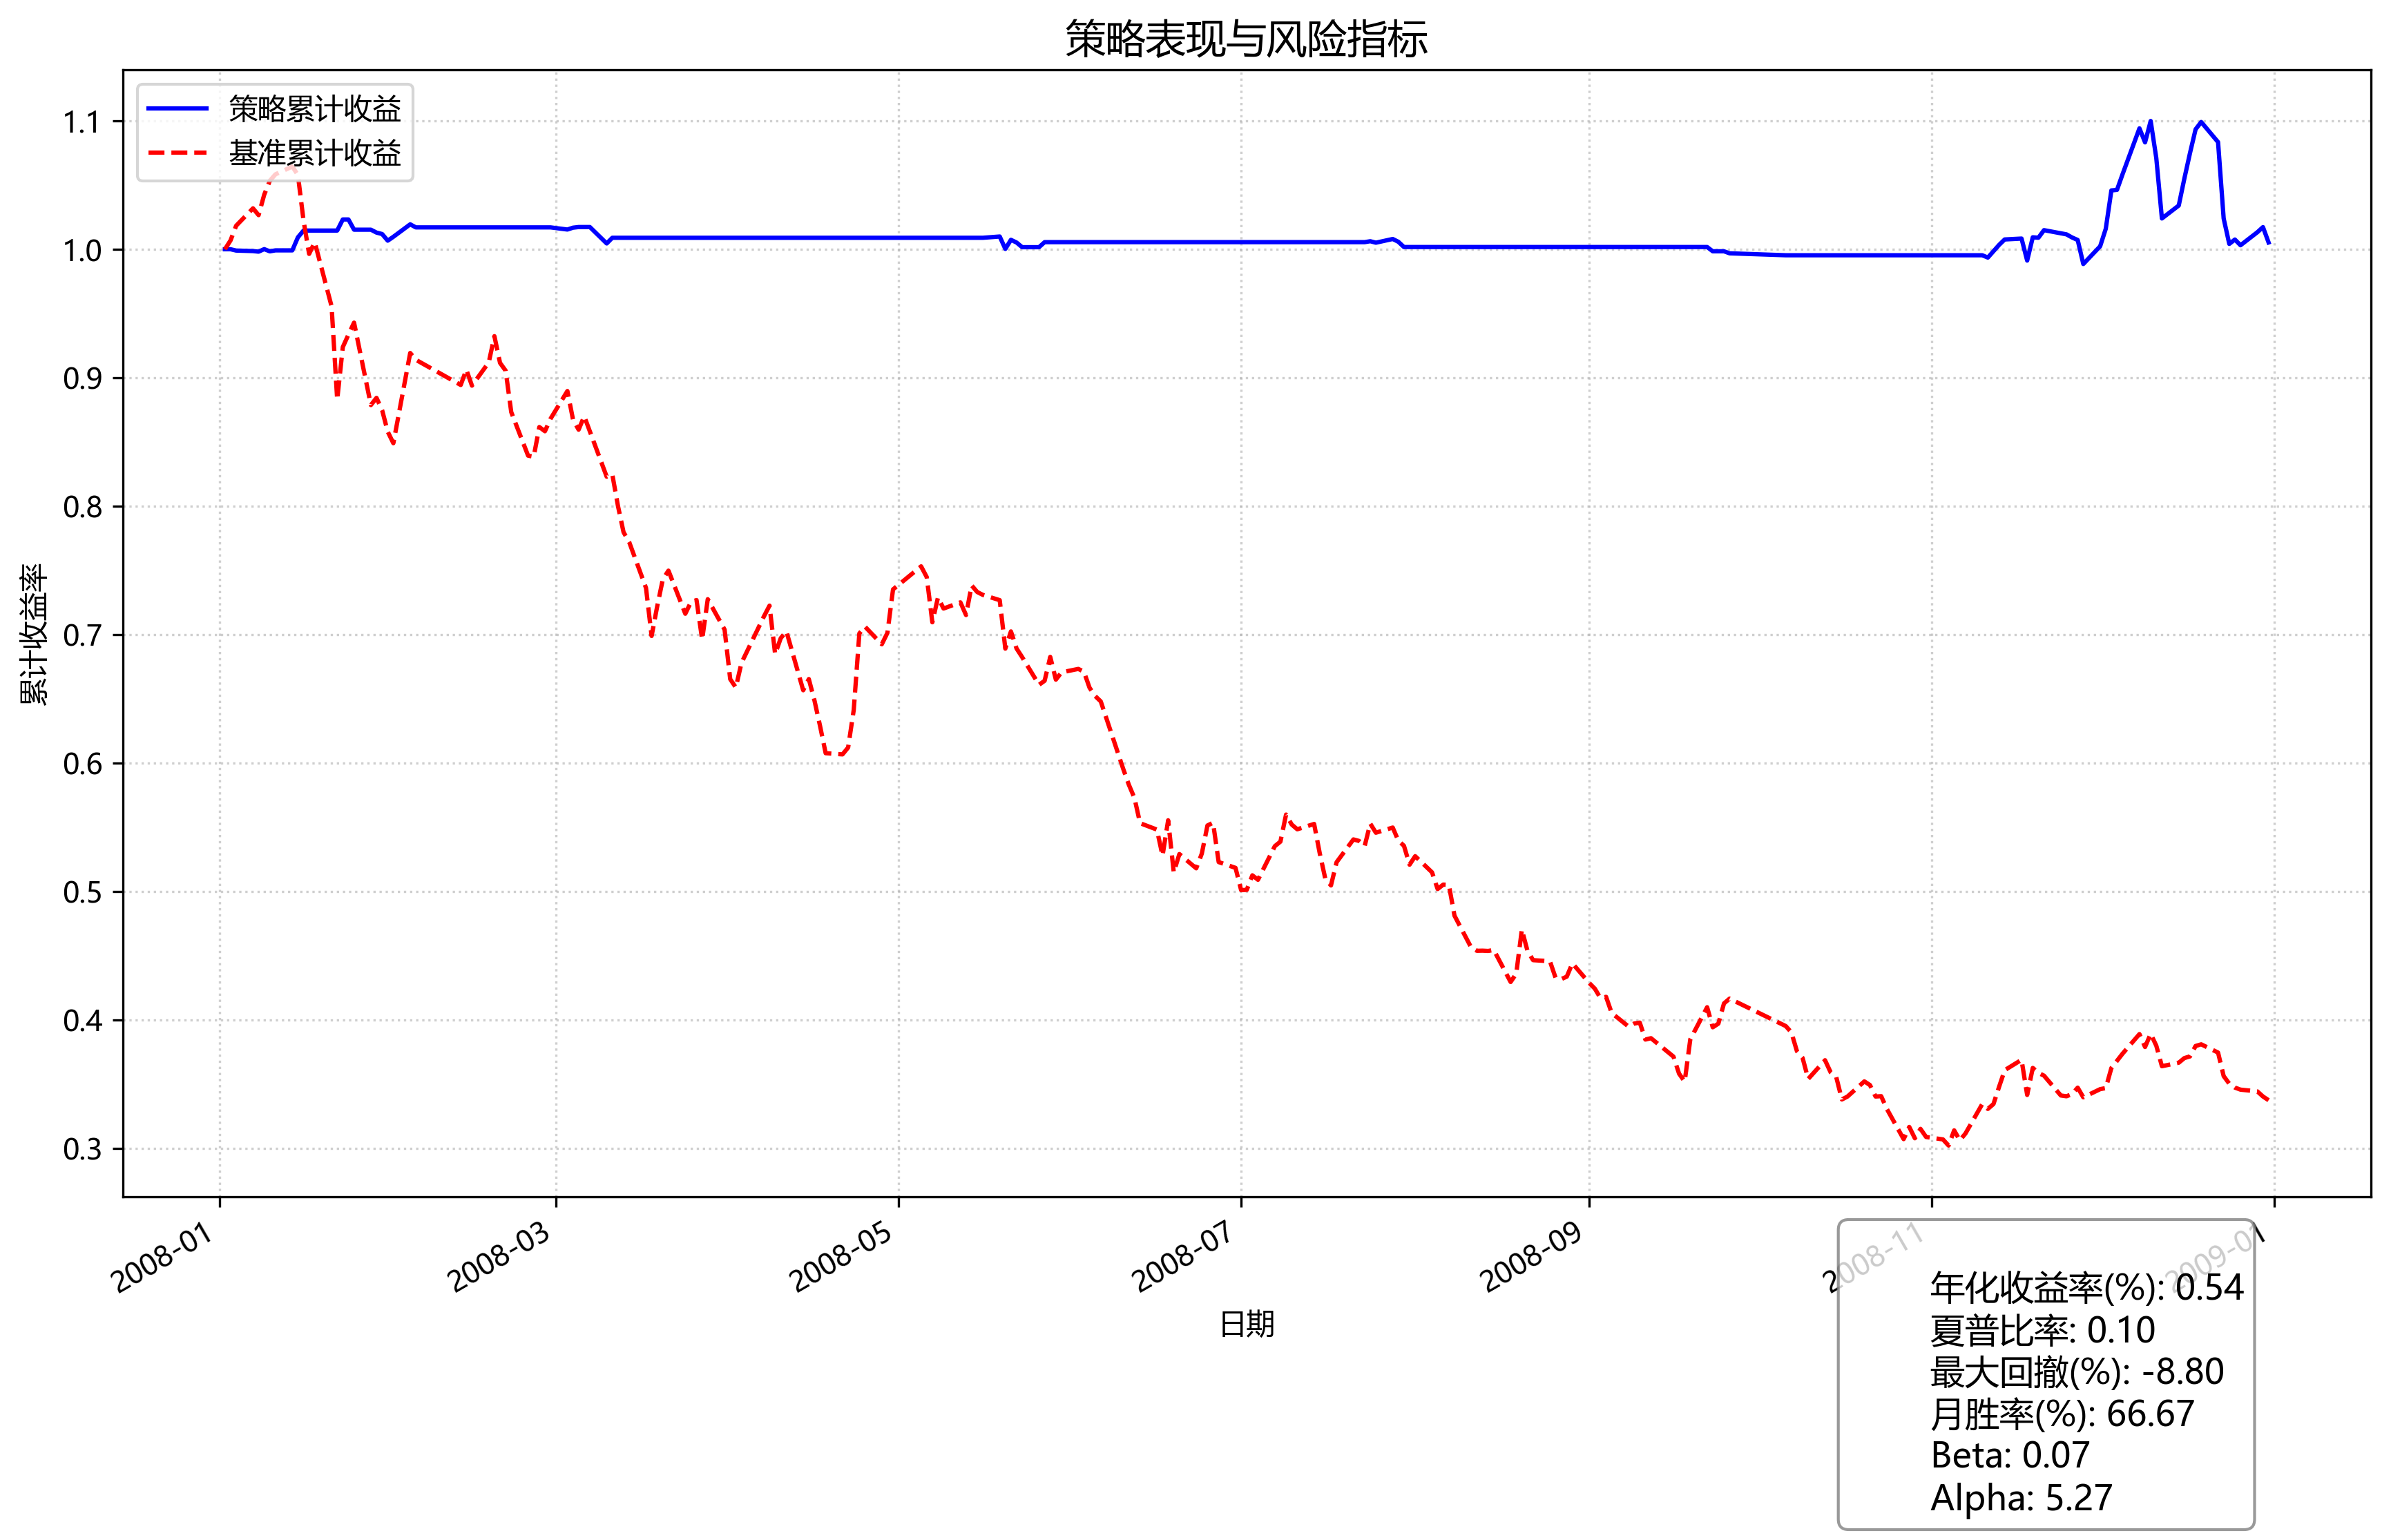 策略表现与风险指标
策略累计收益
基准累计收益
1.1
1.0
0.9
0.8
0.7
0.6
0.5
0.4
0.3
累计收益率
2008-01
2008-03
2008-05
2008-07
2008-09
2008-11
2009-01
日期
年化收益率(%): 0.54
夏普比率: 0.10
最大回撤(%): -8.80
月胜率(%): 66.67
Beta: 0.07
Alpha: 5.27